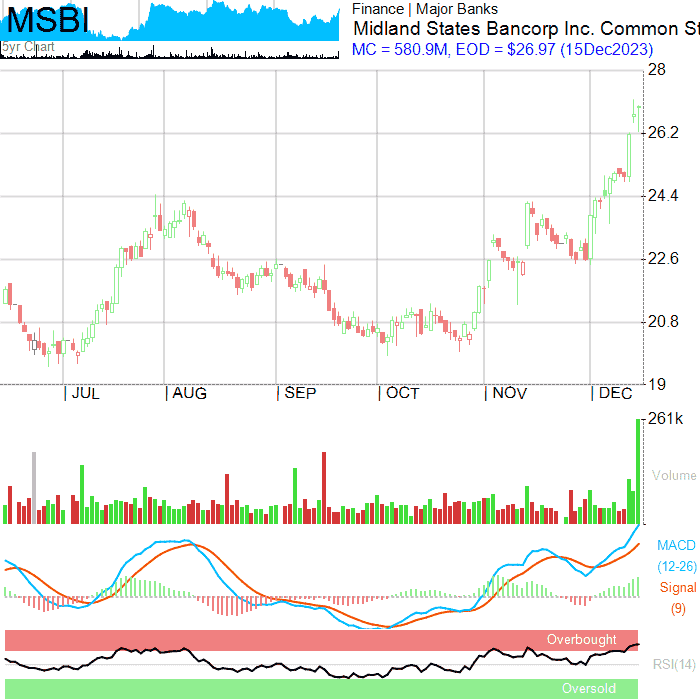 MSBI
5yr Chart
Finance | Major Banks
Midland States Bancorp Inc. Common St
MC = 580.9M, EOD = $26.97 (15Dec2023)
28
26.2
24.4
22.6
20.8
19
JUL AUG SEP OCT NOV DEC
261k
Volume
MACD
(12-26)
Signal
(9)
Overbought
RSI(14)
Oversold